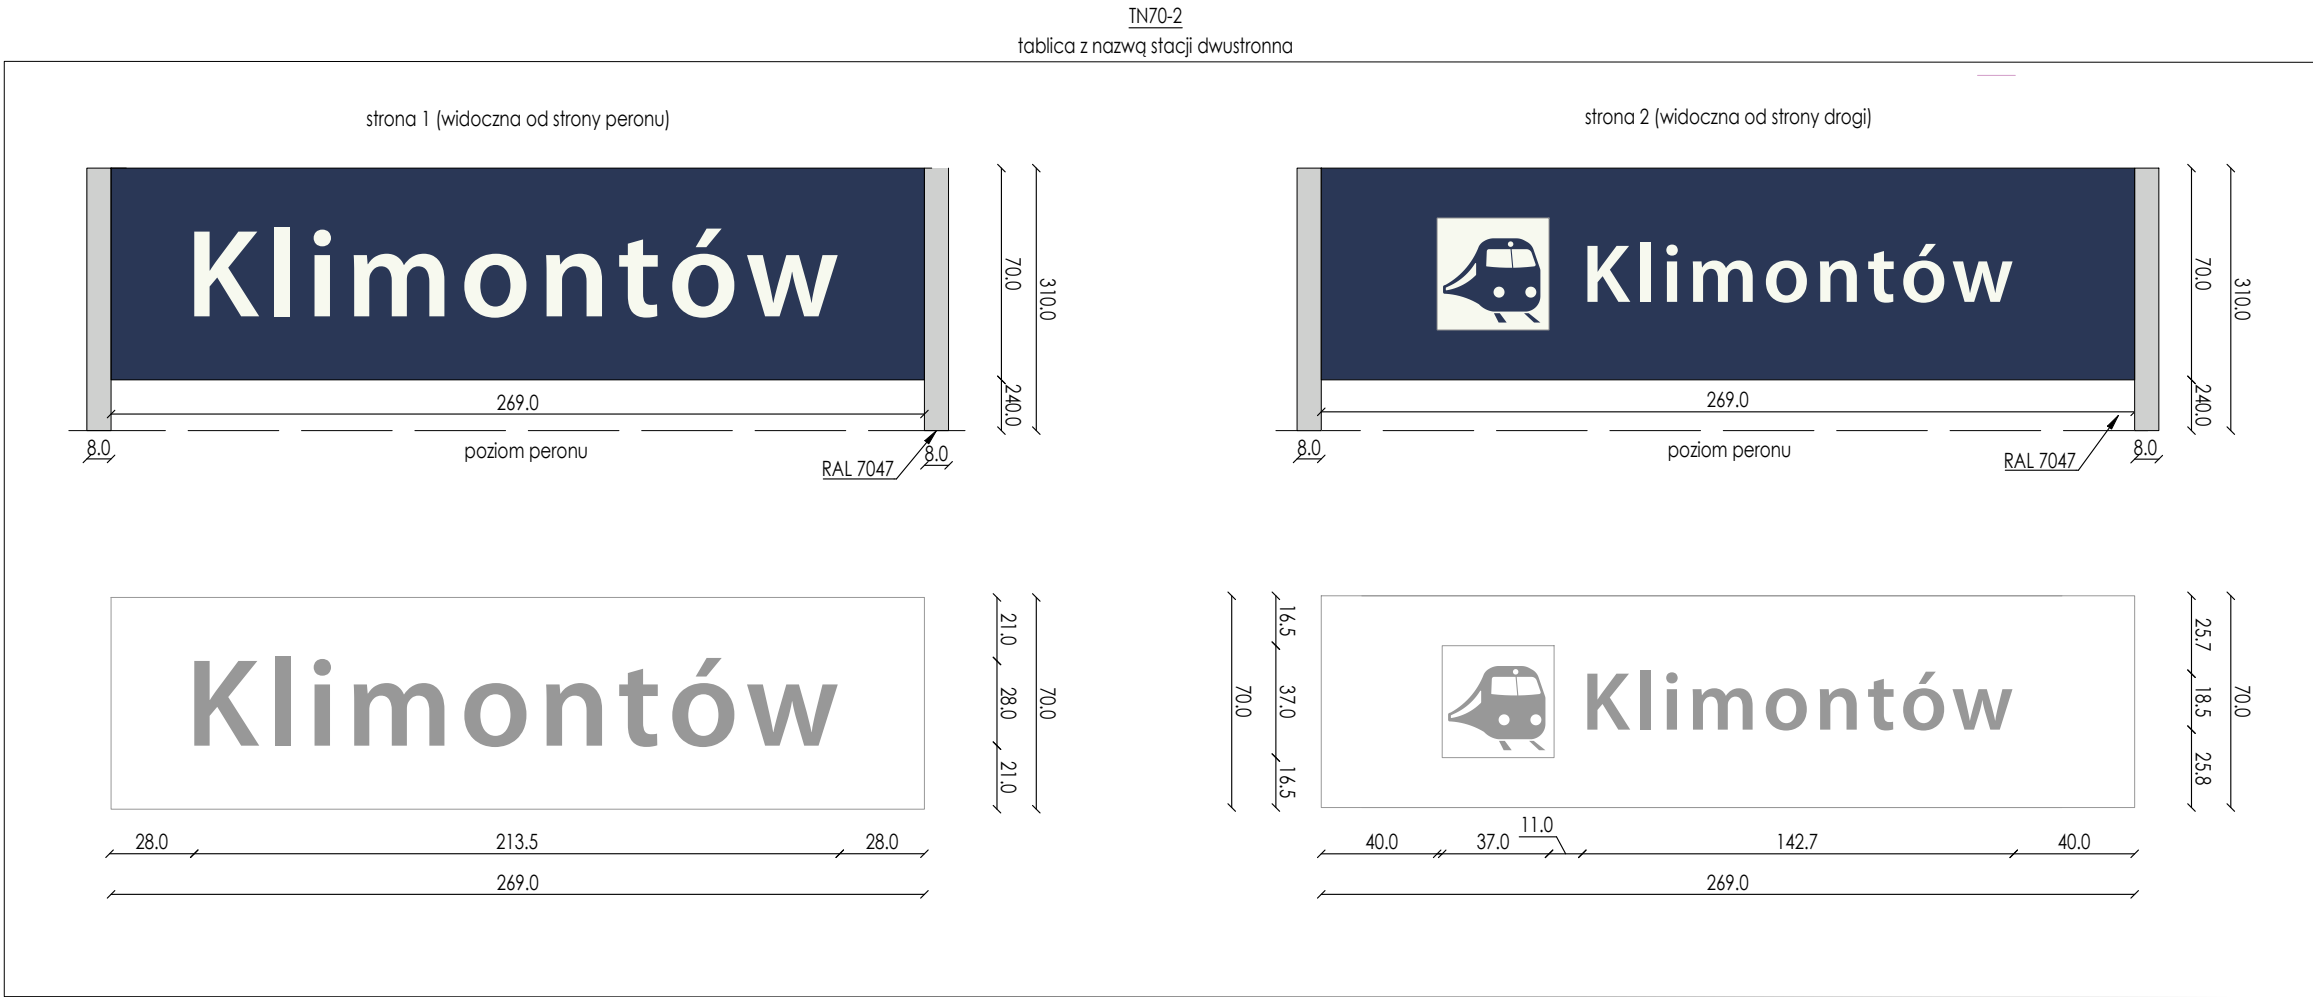 TN70-2
tablica z nazwą stacji dwustronna
strona 1 (widoczna od strony peronu)
Klimontów
70.0
310.0
240.0
269.0
8.0
poziom peronu
RAL 7047
8.0
strona 2 (widoczna od strony drogi)
Klimontów
70.0
310.0
240.0
269.0
8.0
poziom peronu
RAL 7047
8.0
Klimontów
21.0
28.0
21.0
70.0
28.0
213.5
28.0
269.0
70.0
16.5
37.0
16.5
Klimontów
25.7
18.5
25.8
70.0
40.0
37.0
11.0
142.7
40.0
269.0